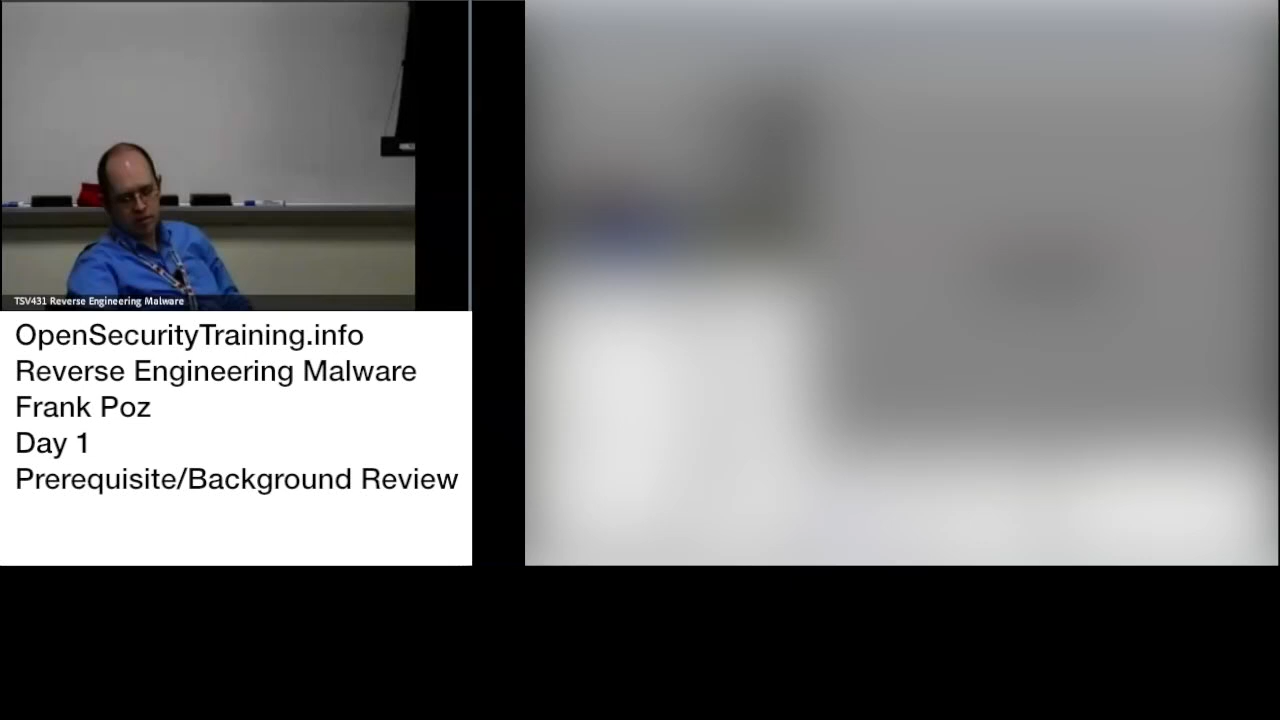 TSV431 Reverse Engineering Malware
OpenSecurityTraining.info
Reverse Engineering Malware
Frank Poz
Day 1
Prerequisite/Background Review